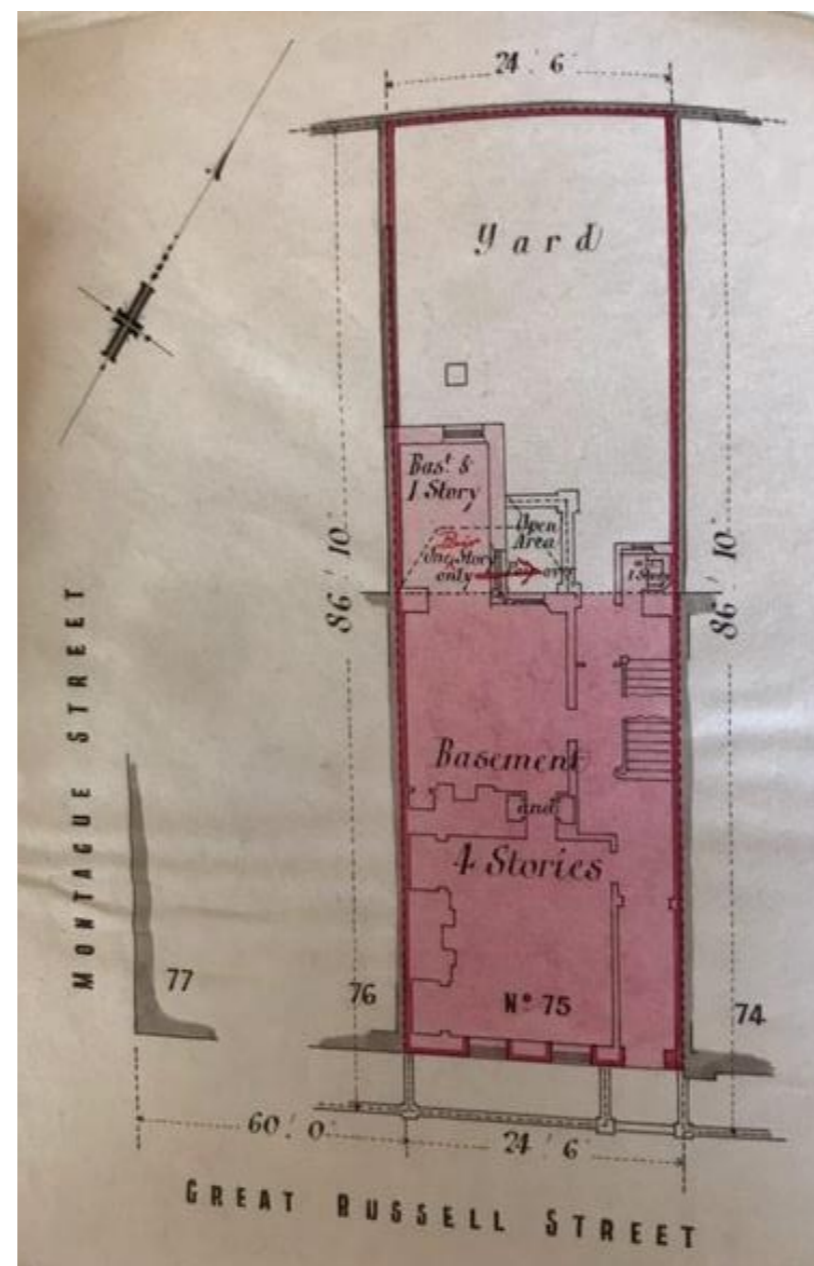 24' 6"
Yard
Basᵗ. &
1 Story
Open
Area
One Story
only
1 Story
86' 10"
86' 10"
MONTAGUE STREET
Basement
and
4 Stories
77
76
Nº 75
74
60' 0"
24' 6"
GREAT RUSSELL STREET